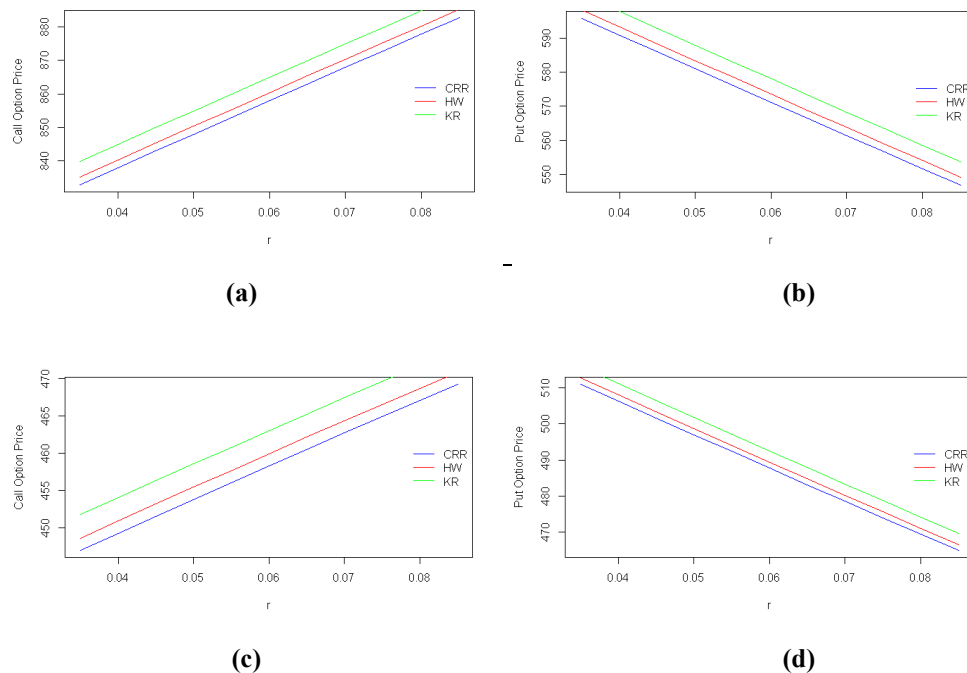 Call Option Price
840 850 860 870 880
CRR
HW
KR
0.04 0.05 0.06 0.07 0.08
r
(a)
Put Option Price
550 560 570 580 590
CRR
HW
KR
0.04 0.05 0.06 0.07 0.08
r
(b)
Call Option Price
450 455 460 465 470
CRR
HW
KR
0.04 0.05 0.06 0.07 0.08
r
(c)
Put Option Price
470 480 490 500 510
CRR
HW
KR
0.04 0.05 0.06 0.07 0.08
r
(d)